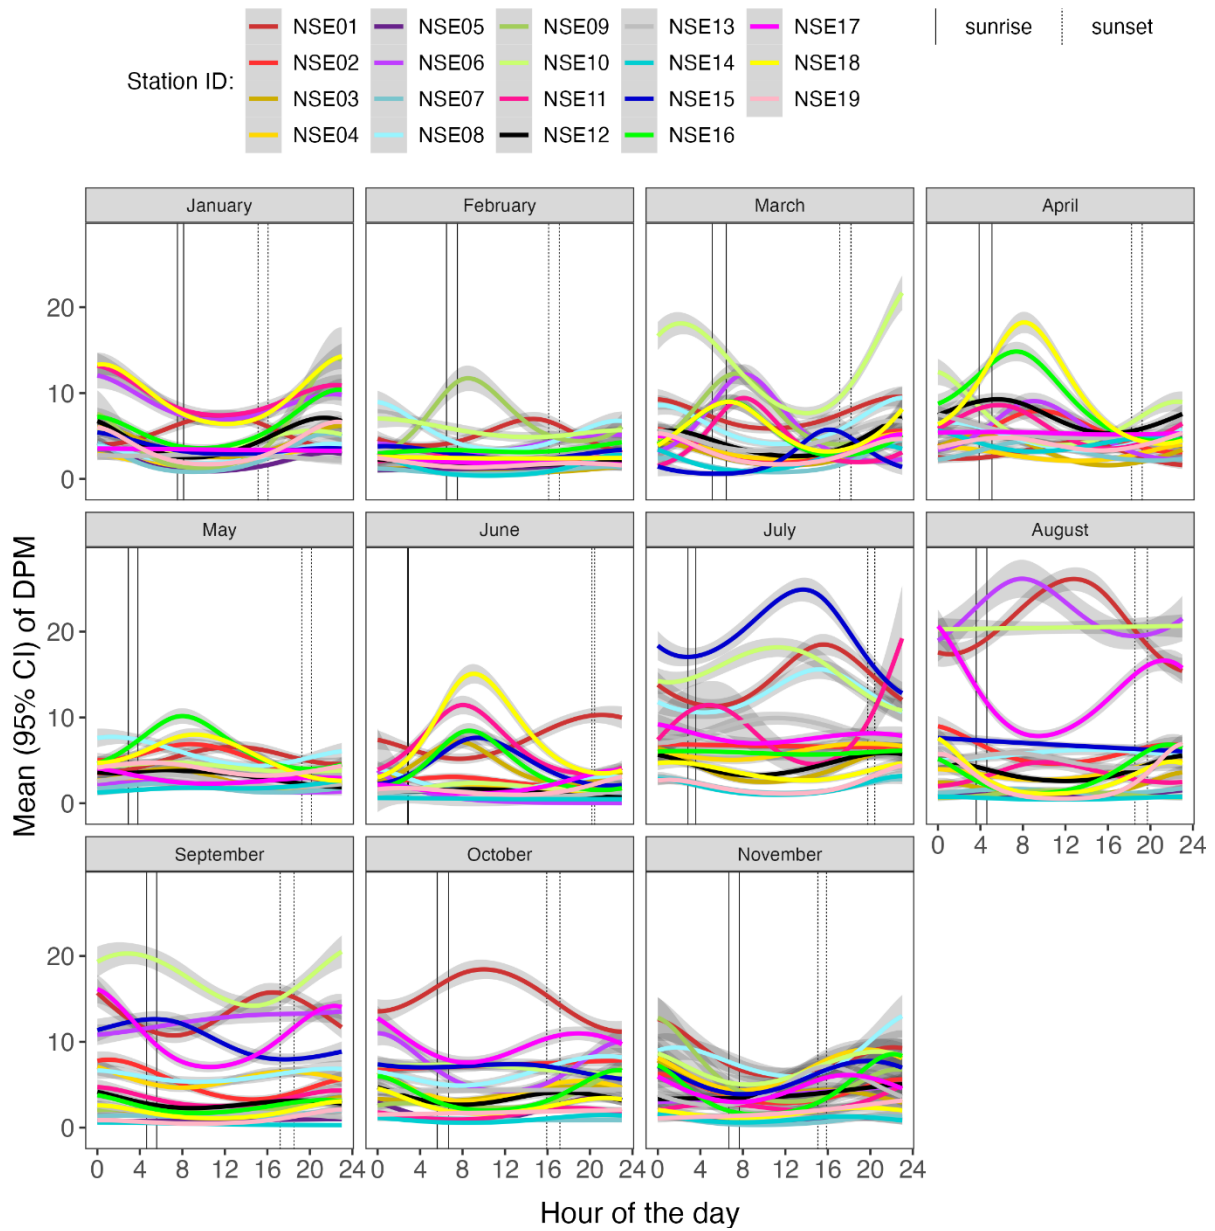 NSE01 NSE05 NSE09 NSE13 NSE17 sunrise sunset
NSE02 NSE06 NSE10 NSE14 NSE18
Station ID:
NSE03 NSE07 NSE11 NSE15 NSE19
NSE04 NSE08 NSE12 NSE16
January February March April
20
10
0
May June July August
20
10
0
0 4 8 12 16 20 24
Mean (95% CI) of DPM
September October November
20
10
0
0 4 8 12 16 20 24 0 4 8 12 16 20 24 0 4 8 12 16 20 24
Hour of the day